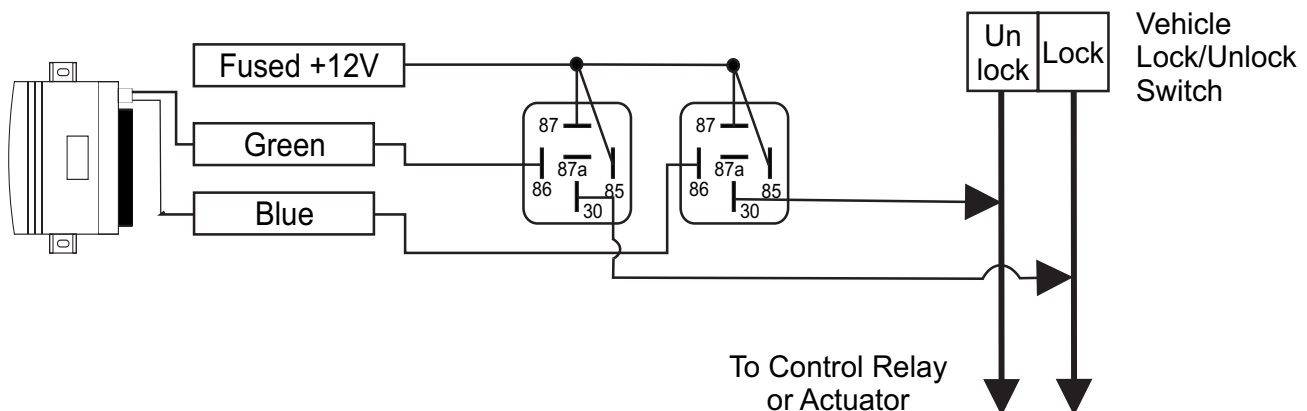 Fused +12V
Green
Blue
87
86
87a
85
30
87
86
87a
85
30
Un
lock
Lock
Vehicle
Lock/Unlock
Switch
To Control Relay
or Actuator